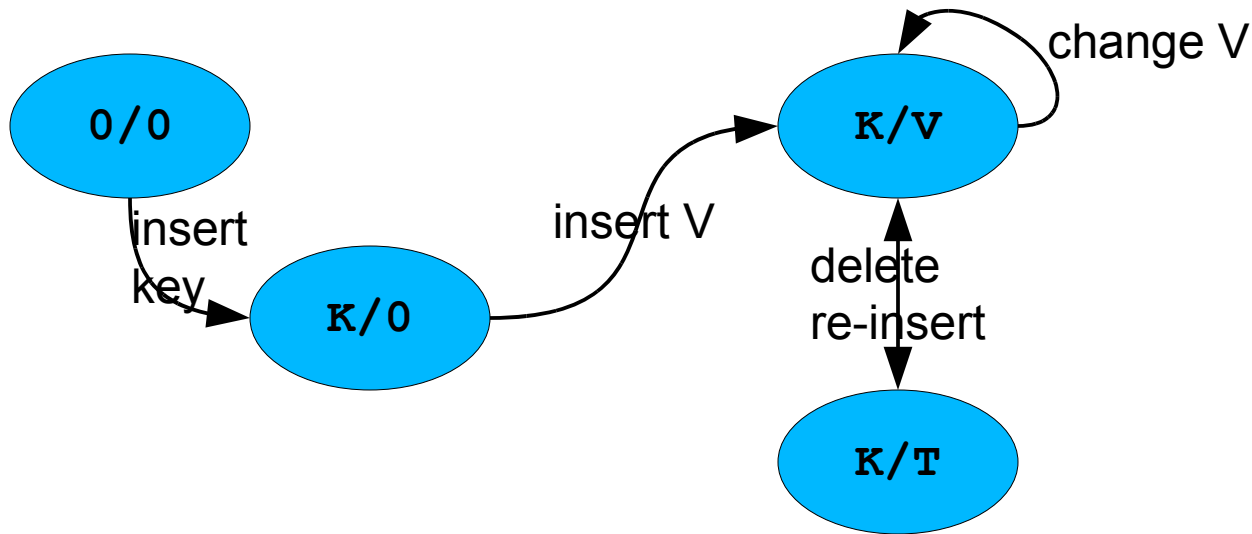 0/0
insert
key
K/0
insert V
K/V
change V
delete
re-insert
K/T